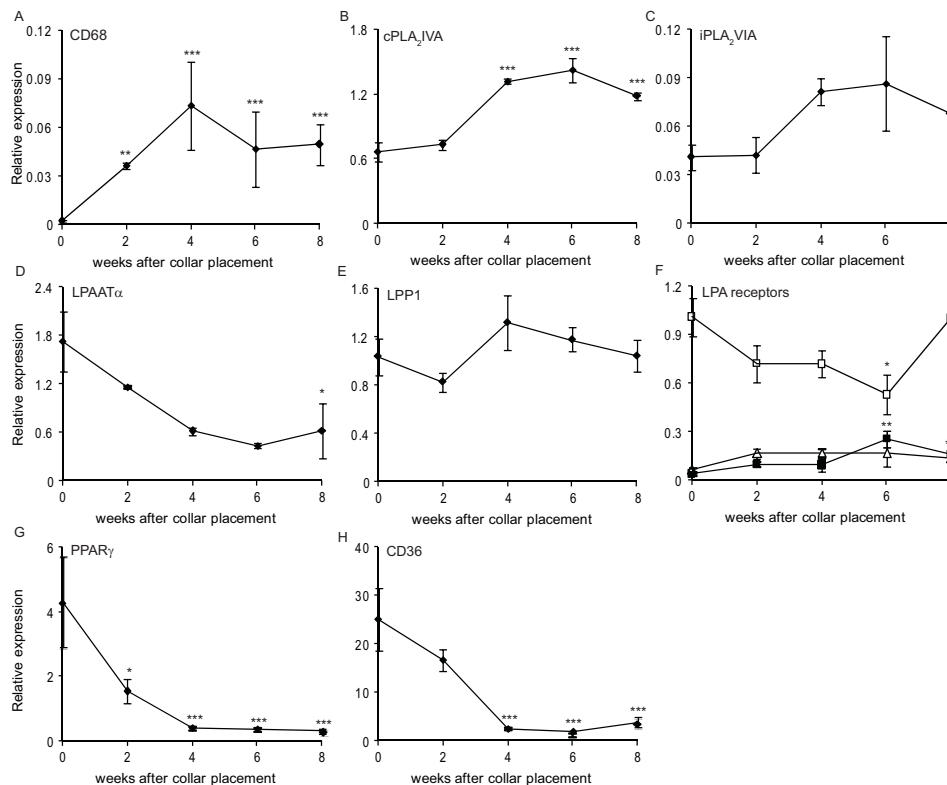 A
CD68
0.12
0.09
0.06
0.03
0
Relative expression
**
***
***
***
0 2 4 6 8
weeks after collar placement
B
cPLA₂IVA
1.8
1.2
0.6
0
***
***
***
0 2 4 6 8
weeks after collar placement
C
iPLA₂VIA
0.12
0.09
0.06
0.03
0
0 2 4 6
weeks after collar placement
D
LPAATα
2.4
1.8
1.2
0.6
0
Relative expression
*
0 2 4 6 8
weeks after collar placement
E
LPP1
1.6
1.2
0.8
0.4
0
0 2 4 6 8
weeks after collar placement
F
LPA receptors
1.2
0.9
0.6
0.3
0
*
**
0 2 4 6
weeks after collar placement
G
PPARγ
6
4
2
0
Relative expression
*
***
***
***
0 2 4 6 8
weeks after collar placement
H
CD36
40
30
20
10
0
***
***
***
0 2 4 6 8
weeks after collar placement